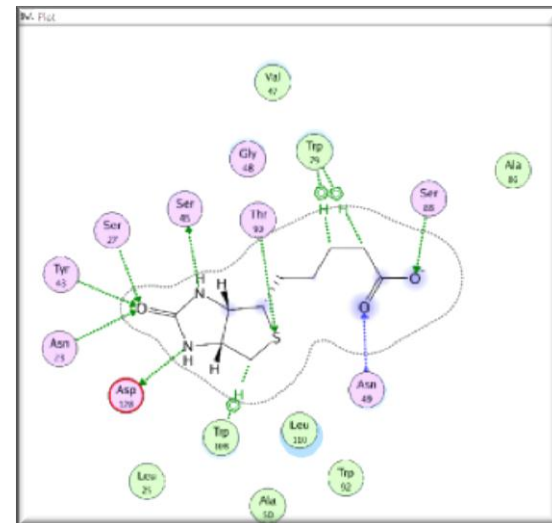 Plot
Val
47
Trp
79
Gly
48
Ala
86
Ser
45
Thr
90
Ser
88
Ser
27
Tyr
43
H
H
H
N
H
O
O
O
Asn
23
N
H
S
H
Asp
128
H
Asn
49
Trp
108
Leu
110
Leu
25
Trp
92
Ala
50